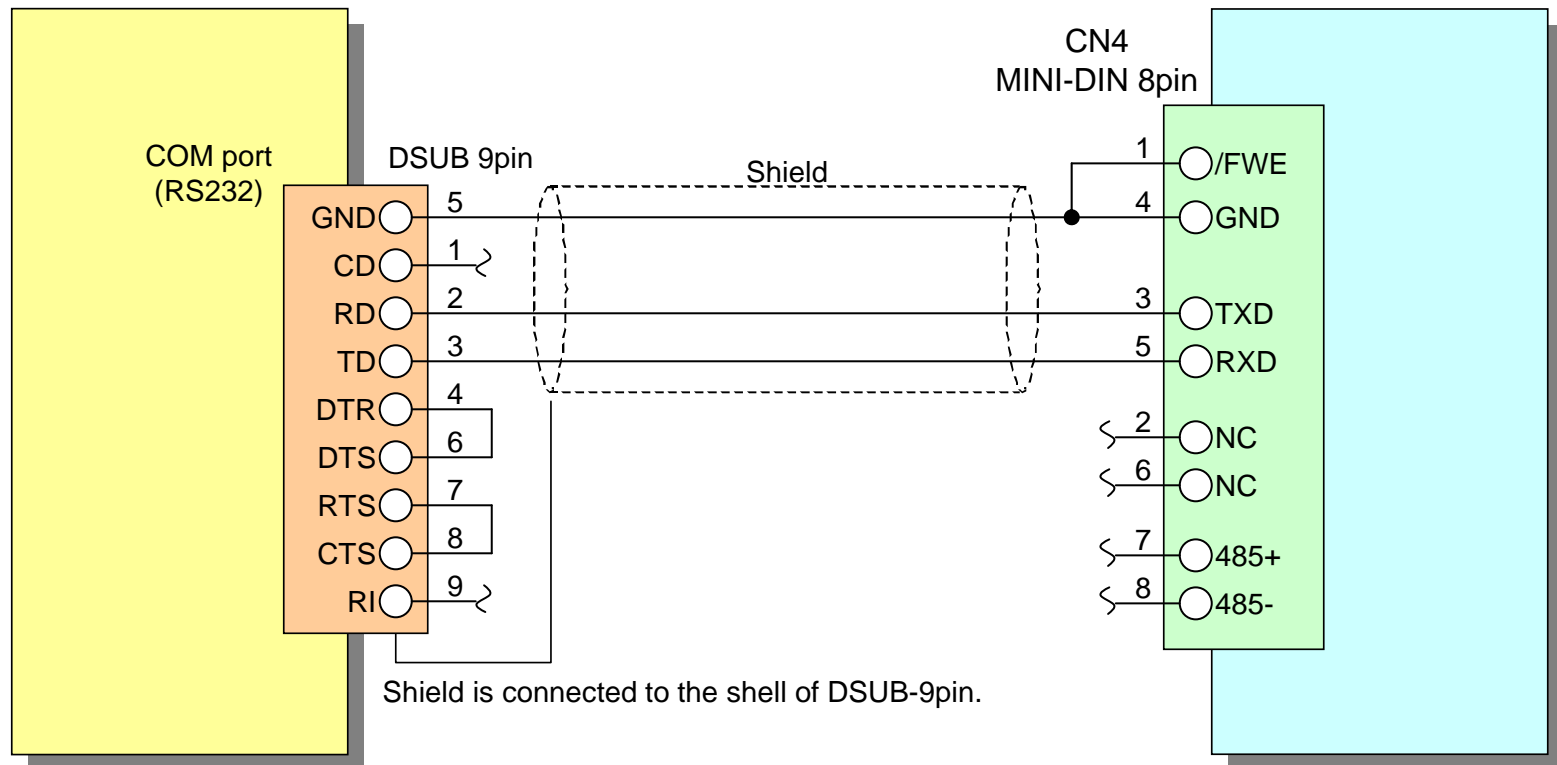 CN4
MINI-DIN 8pin
COM port
(RS232)
DSUB 9pin
Shield
GND 5
CD 1
RD 2
TD 3
DTR 4
DTS 6
RTS 7
CTS 8
RI 9
1 /FWE
4 GND
3 TXD
5 RXD
2 NC
6 NC
7 485+
8 485-
Shield is connected to the shell of DSUB-9pin.